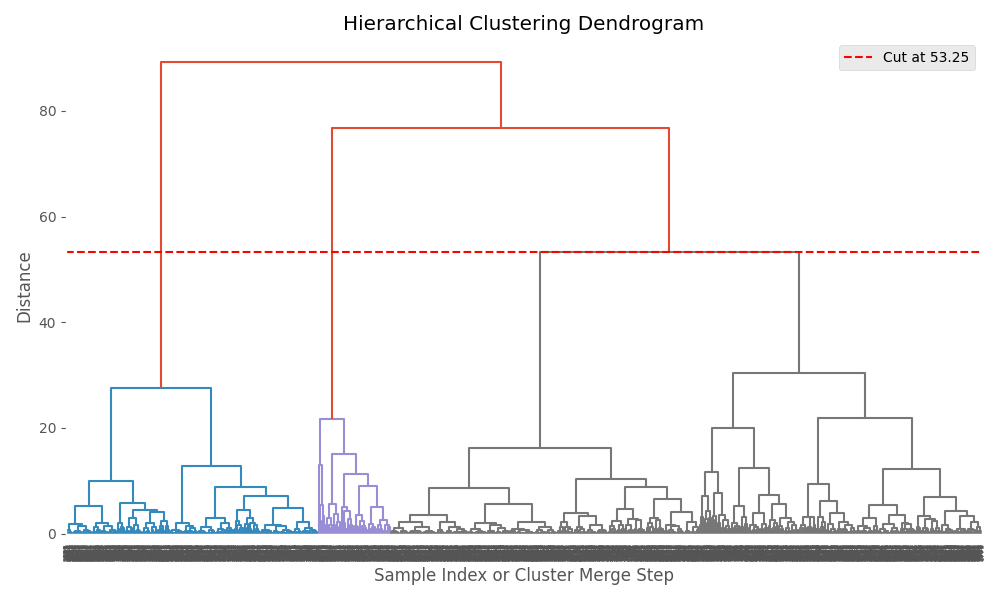 Hierarchical Clustering Dendrogram
Cut at 53.25
80
60
40
20
0
Distance
Sample Index or Cluster Merge Step